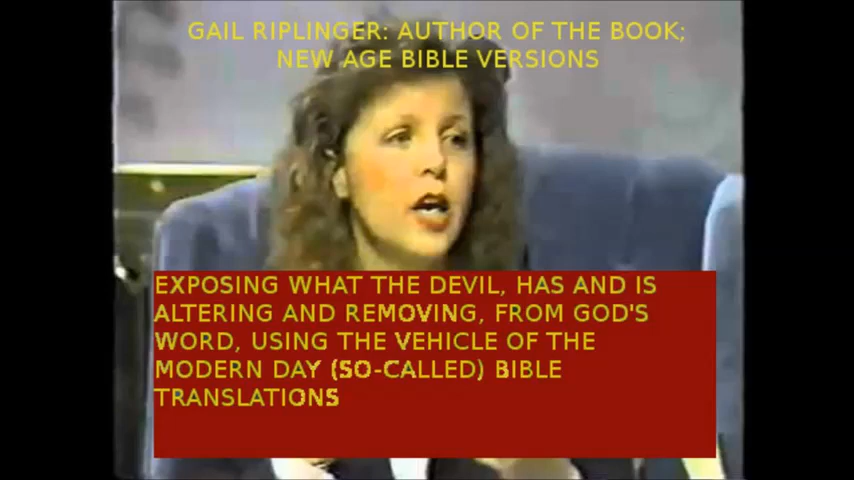 GAIL RIPLINGER: AUTHOR OF THE BOOK;
NEW AGE BIBLE VERSIONS
EXPOSING WHAT THE DEVIL, HAS AND IS
ALTERING AND REMOVING, FROM GOD'S
WORD, USING THE VEHICLE OF THE
MODERN DAY (SO-CALLED) BIBLE
TRANSLATIONS